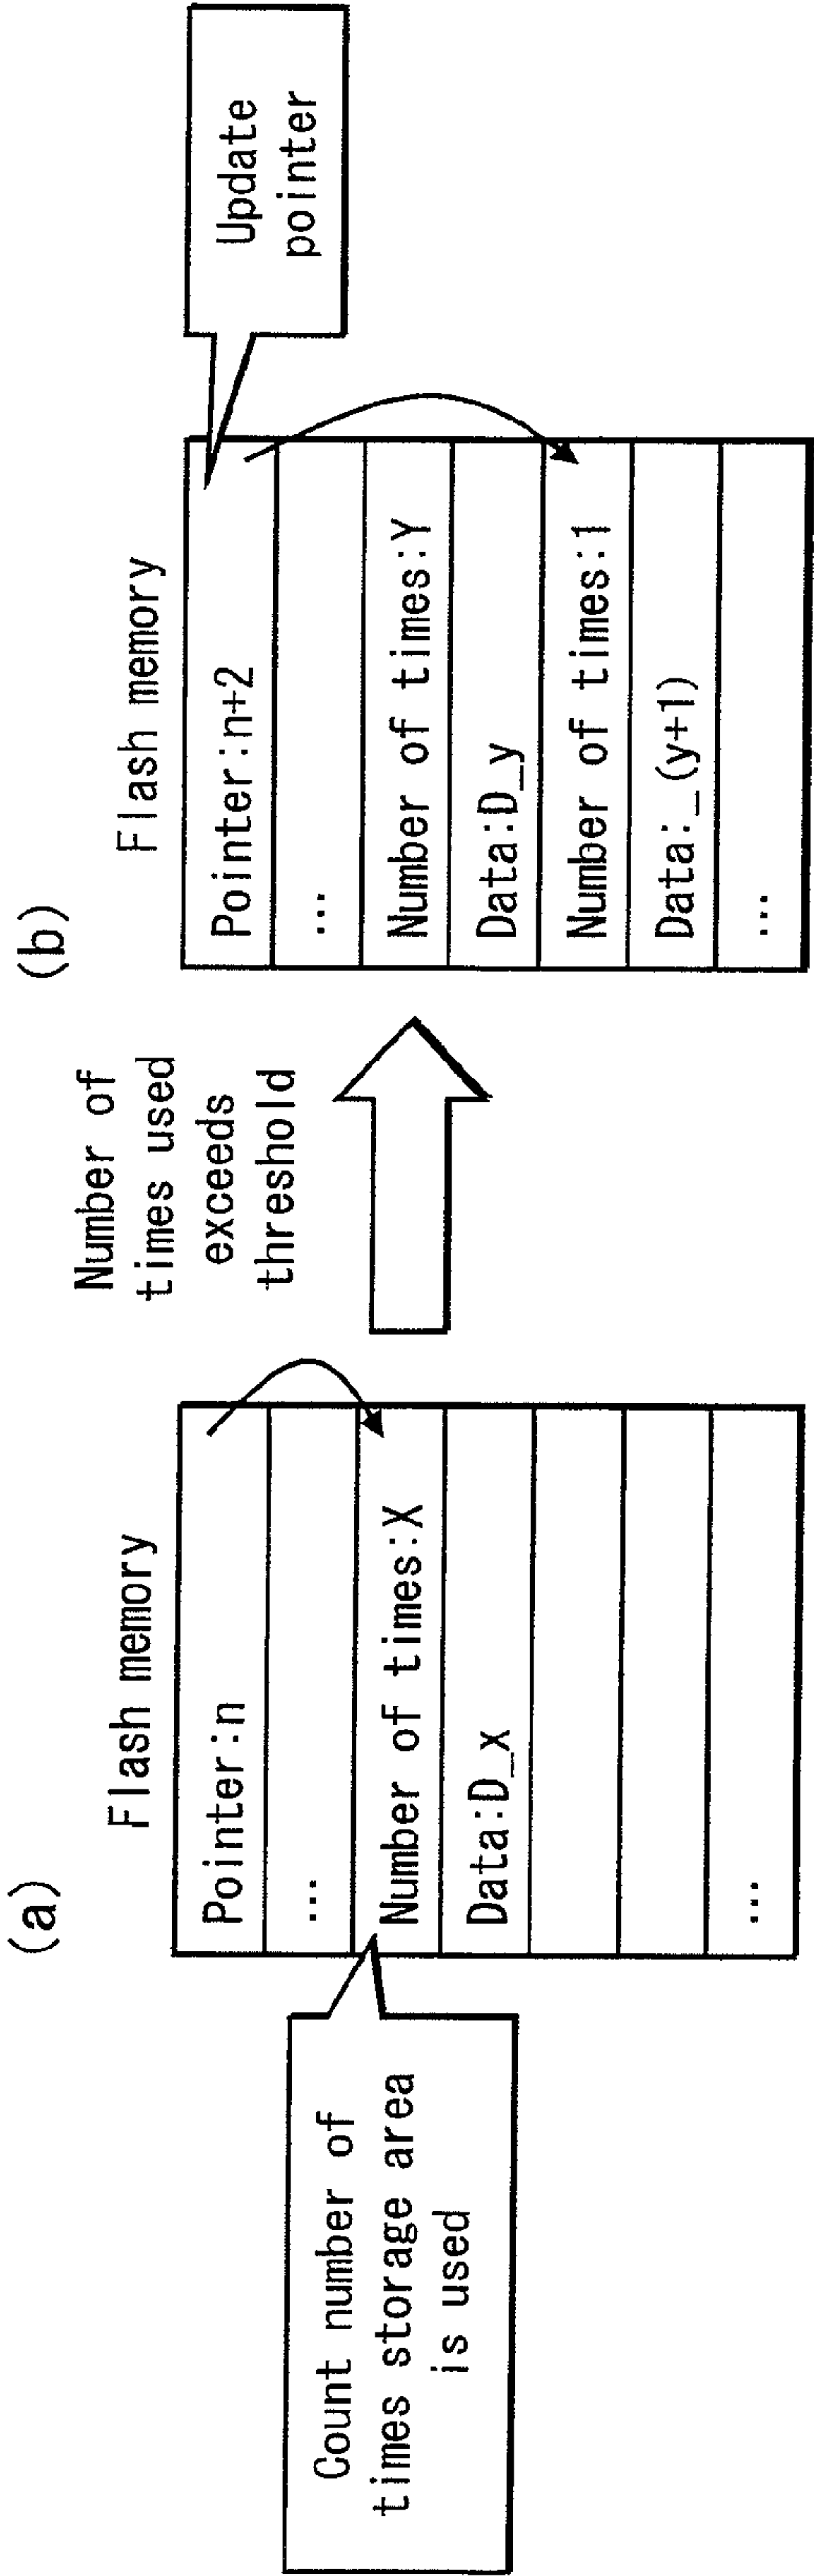 (a)
Flash memory
Count number of
times storage area
is used
Pointer:n
...
Number of times:X
Data:D_x
...
Number of
times used
exceeds
threshold
(b)
Flash memory
Update
pointer
Pointer:n+2
...
Number of times:Y
Data:D_y
Number of times:1
Data:_(y+1)
...